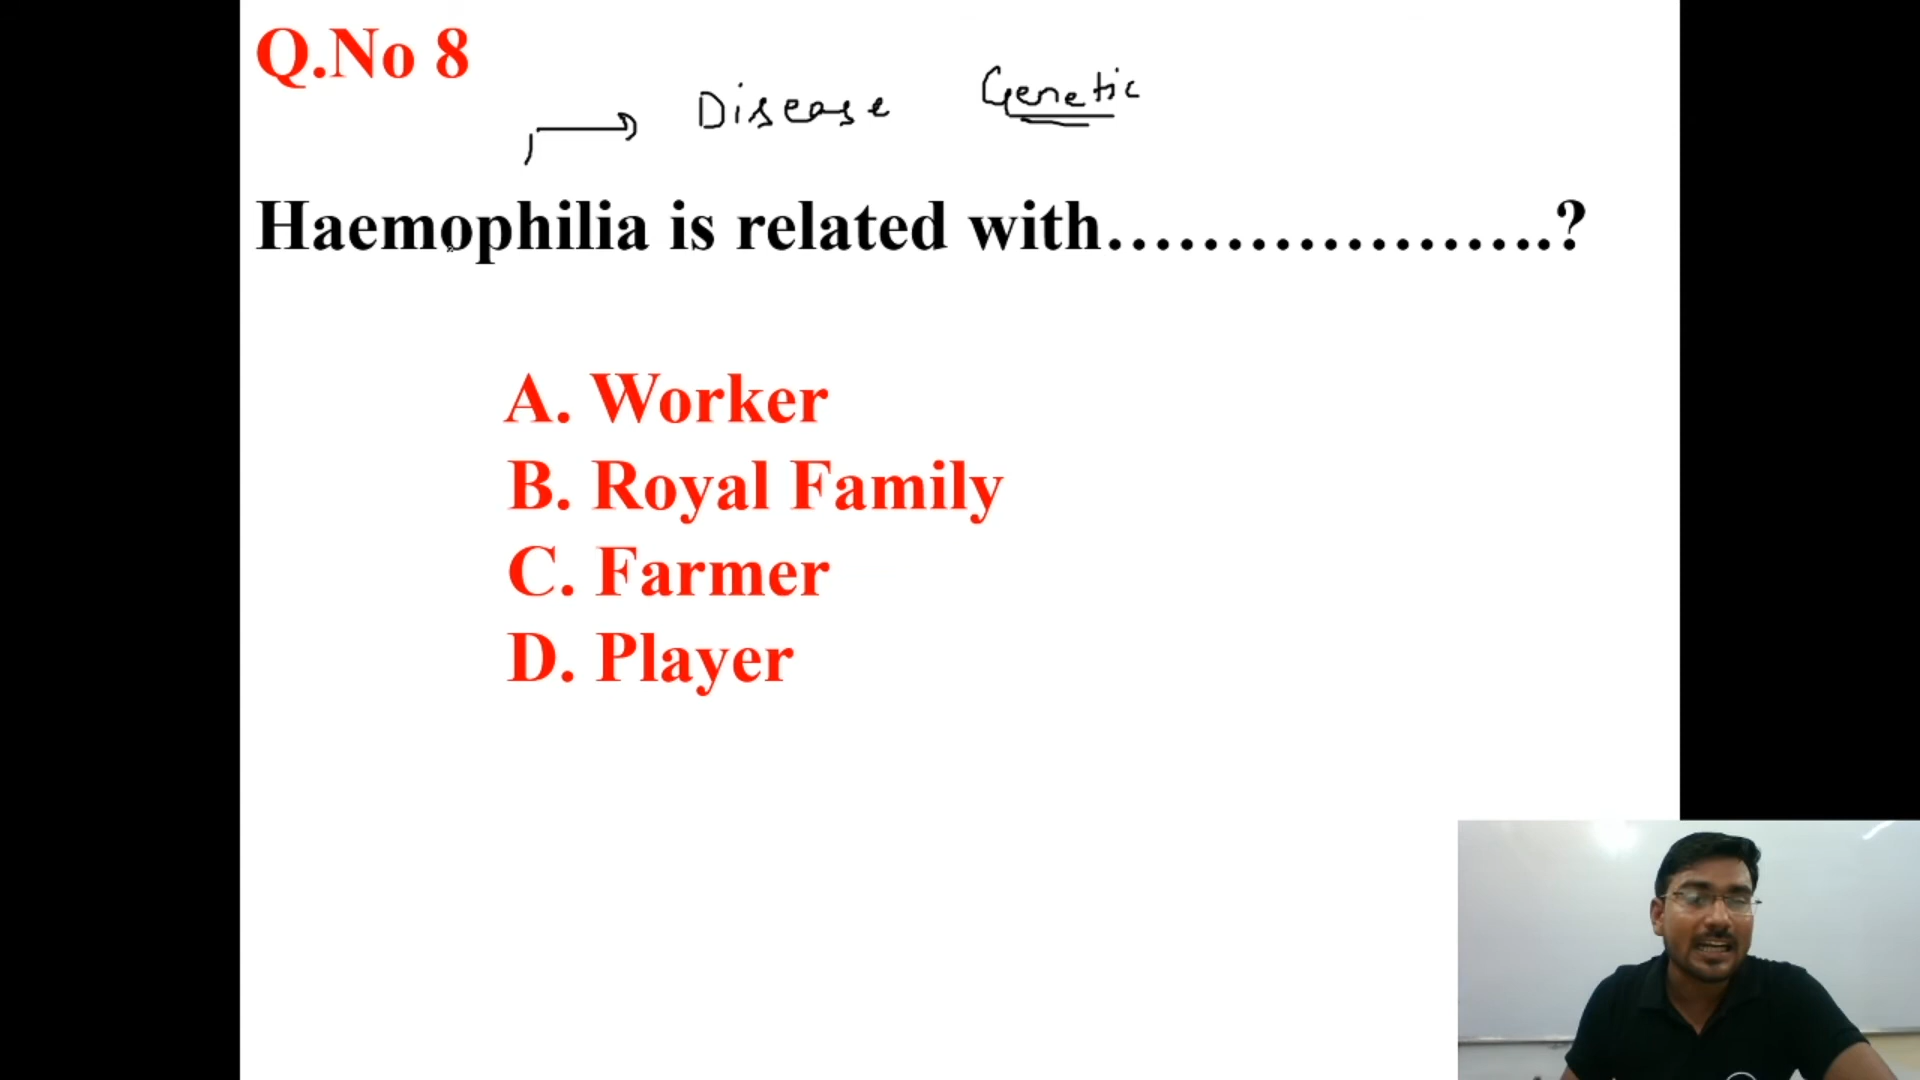 Q.No 8
Disease Genetic
Haemophilia is related with………………….?
A. Worker
B. Royal Family
C. Farmer
D. Player